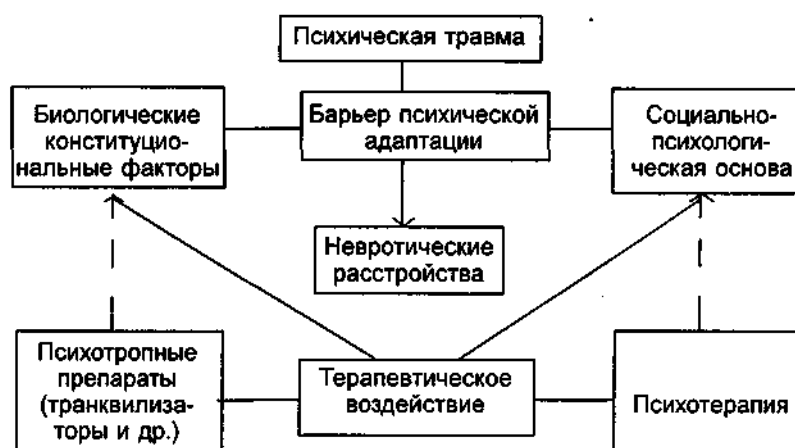 Психическая травма
Биологические
конституцио-
нальные факторы
Барьер психической
адаптации
Социально-
психологи-
ческая основа
Невротические
расстройства
Психотропные
препараты
(транквилиза-
торы и др.)
Терапевтическое
воздействие
Психотерапия